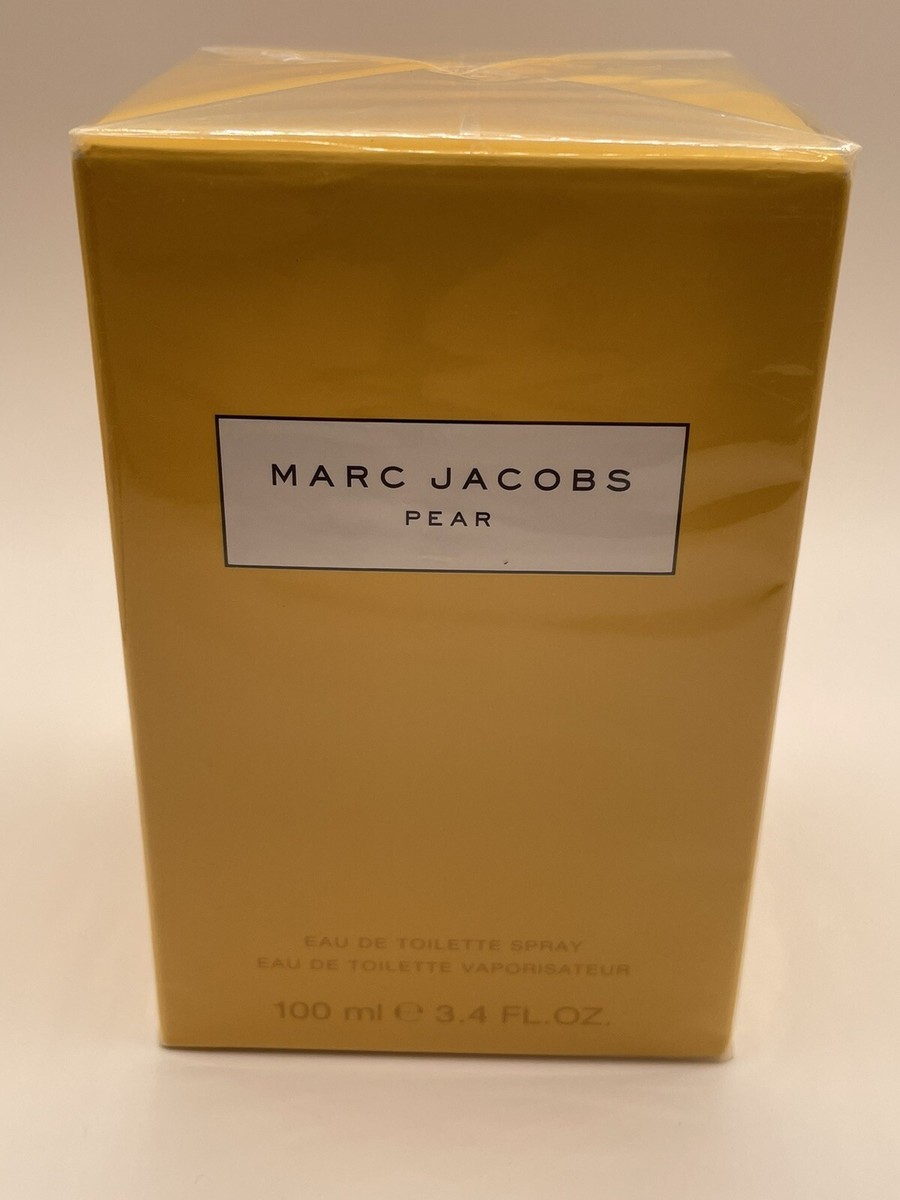 MARC JACOBS
PEAR
EAU DE TOILETTE SPRAY
EAU DE TOILETTE VAPORISATEUR
100 ml ℮ 3.4 FL.OZ.